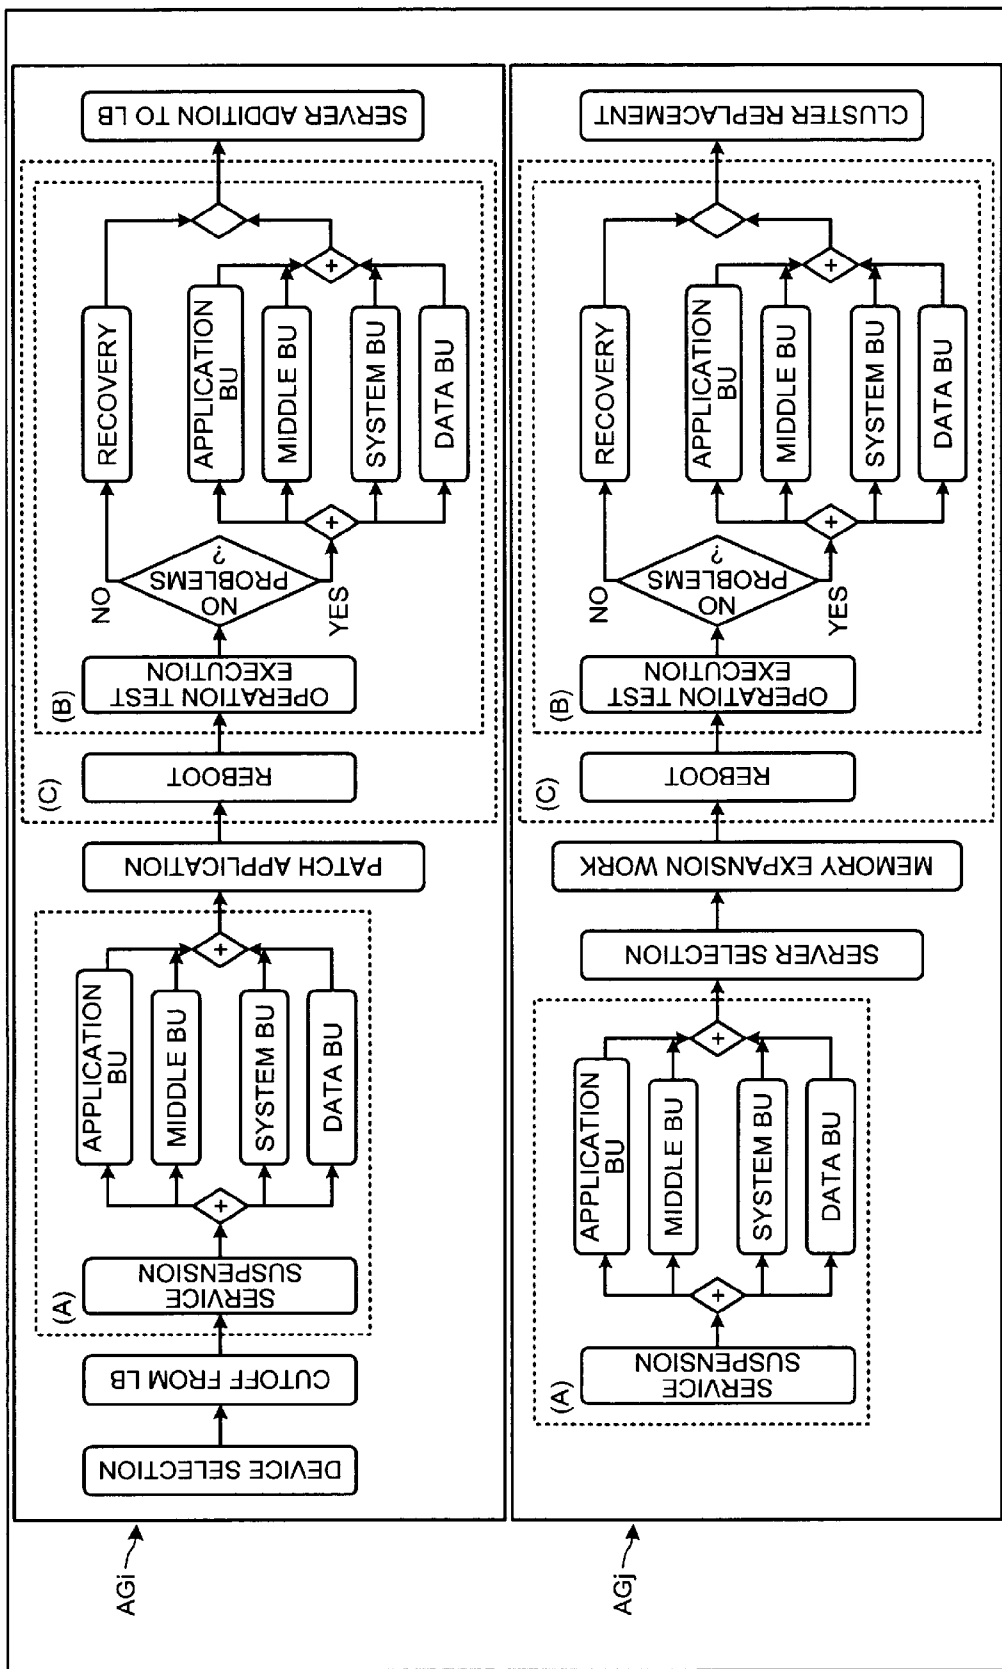 AGi
DEVICE SELECTION
CUTOFF FROM LB
(A)
SERVICE
SUSPENSION
+
APPLICATION
BU
MIDDLE BU
SYSTEM BU
DATA BU
+
PATCH APPLICATION
(C)
REBOOT
(B)
OPERATION TEST
EXECUTION
NO
PROBLEMS
?
NO
YES
RECOVERY
+
APPLICATION
BU
MIDDLE BU
SYSTEM BU
DATA BU
+
SERVER ADDITION TO LB
AGj
(A)
SERVICE
SUSPENSION
+
APPLICATION
BU
MIDDLE BU
SYSTEM BU
DATA BU
+
SERVER SELECTION
MEMORY EXPANSION WORK
(C)
REBOOT
(B)
OPERATION TEST
EXECUTION
NO
PROBLEMS
?
NO
YES
RECOVERY
+
APPLICATION
BU
MIDDLE BU
SYSTEM BU
DATA BU
+
CLUSTER REPLACEMENT